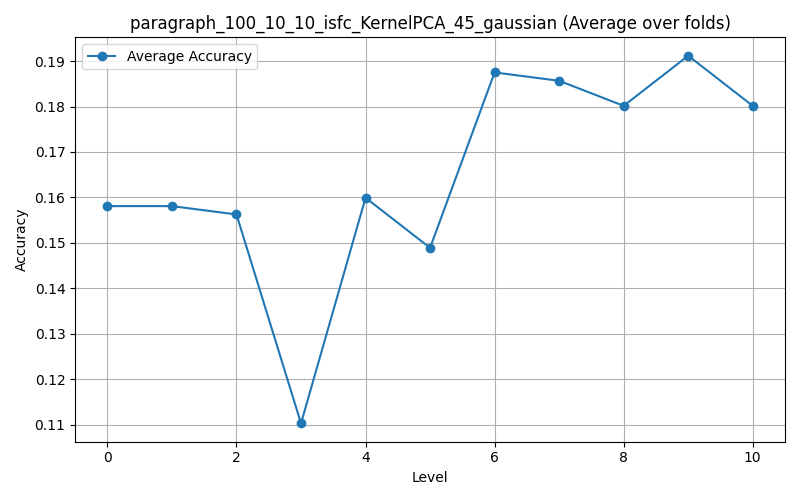 paragraph_100_10_10_isfc_KernelPCA_45_gaussian (Average over folds)
Average Accuracy
0.19
0.18
0.17
0.16
0.15
0.14
0.13
0.12
0.11
Accuracy
0 2 4 6 8 10
Level